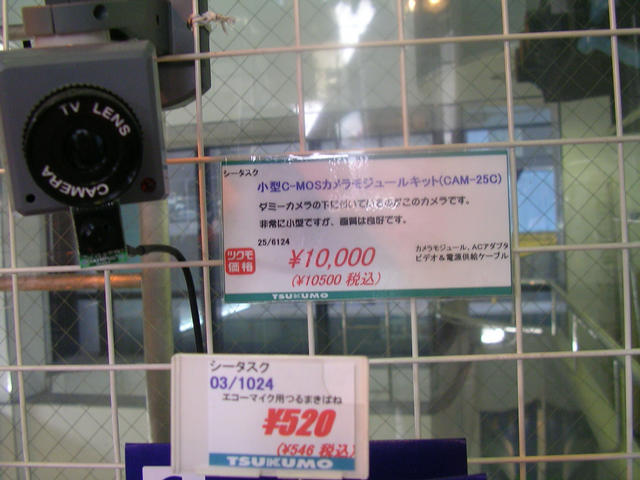 TV LENS
CAMERA
シータスク
小型C-MOSカメラモジュールキット(CAM-25C)
ダミーカメラの下に付いているのがこのカメラです。
非常に小型ですが、画質は良好です。
25/6124
ツクモ
価格
¥10,000
(¥10500 税込)
カメラモジュール、ACアダプタ
ビデオ&電源供給ケーブル
TSUKUMO
シータスク
03/1024
エコーマイク用つるまきばね
¥520
(¥546 税込)
TSUKUMO